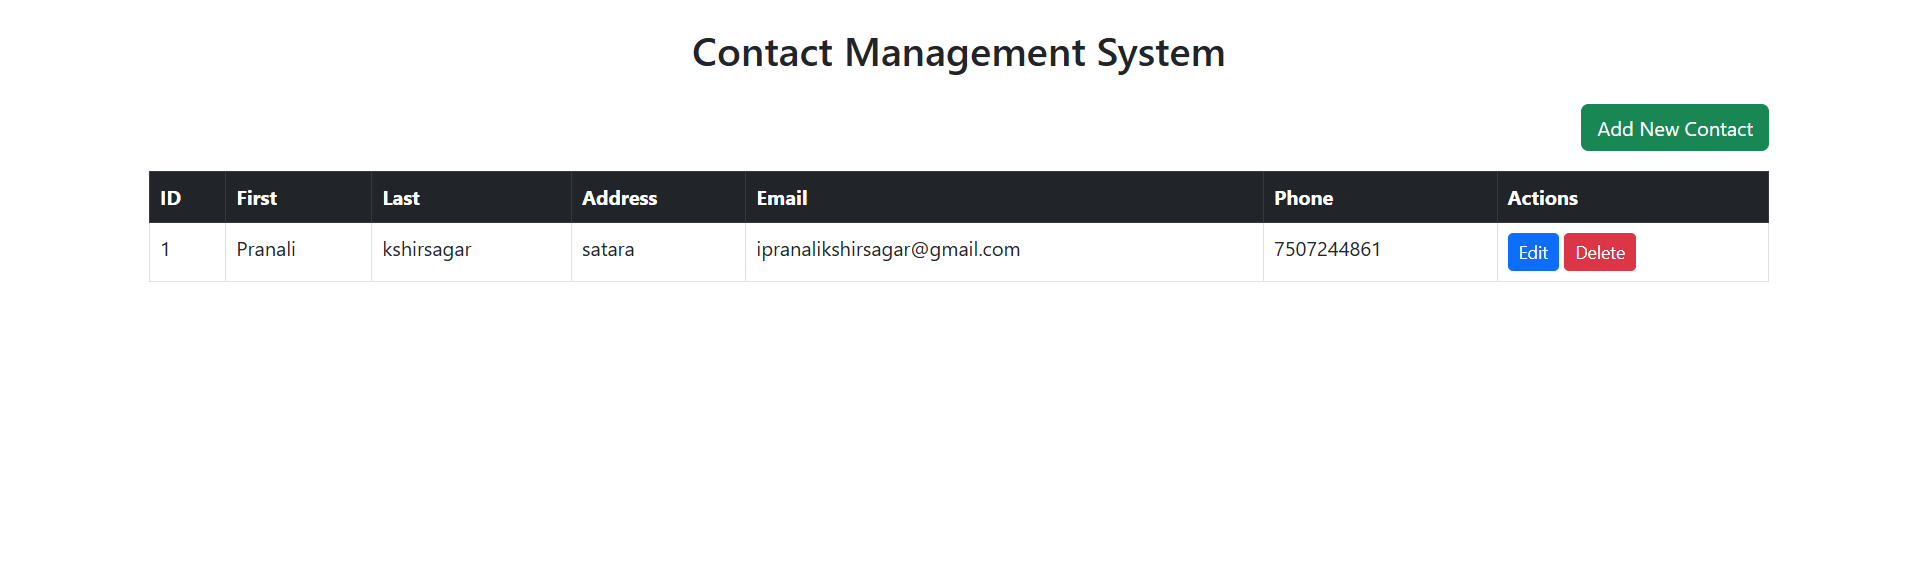 Contact Management System
Add New Contact
ID First Last Address Email Phone Actions
1 Pranali kshirsagar satara ipranalikshirsagar@gmail.com 7507244861 Edit Delete